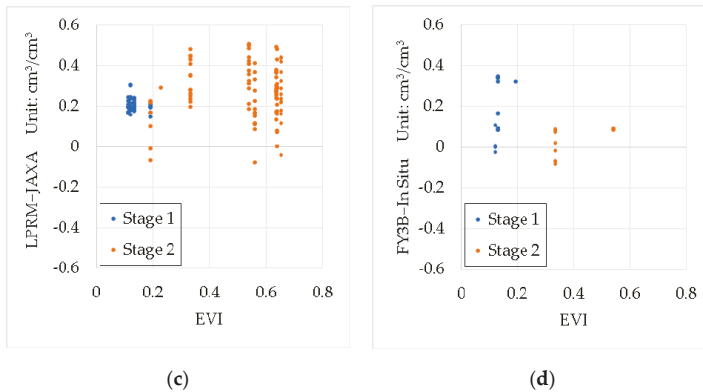 LPRM-JAXA Unit: cm³/cm³
0.6
0.4
0.2
0
-0.2
-0.4
-0.6
Stage 1
Stage 2
0 0.2 0.4 0.6 0.8
EVI
(c)
FY3B-In Situ Unit: cm³/cm³
0.6
0.4
0.2
0
-0.2
-0.4
-0.6
Stage 1
Stage 2
0 0.2 0.4 0.6 0.8
EVI
(d)